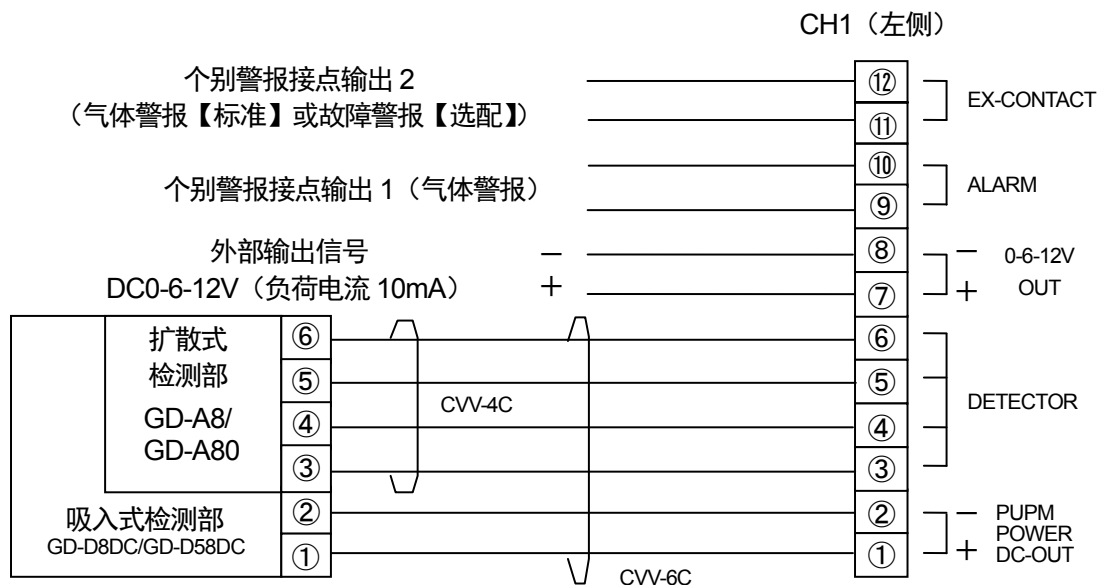 CH1（左侧）
个别警报接点输出 2
（气体警报【标准】或故障警报【选配】）
⑫
⑪
EX-CONTACT
个别警报接点输出 1（气体警报）
⑩
⑨
ALARM
外部输出信号 －
DC0-6-12V（负荷电流 10mA） ＋
⑧
⑦
－ 0-6-12V
＋ OUT
扩散式
检测部
GD-A8/
GD-A80
⑥
⑤
④
③
CVV-4C
⑥
⑤
④
③
DETECTOR
吸入式检测部
GD-D8DC/GD-D58DC
②
①
CVV-6C
②
①
－ PUPM
POWER
＋ DC-OUT